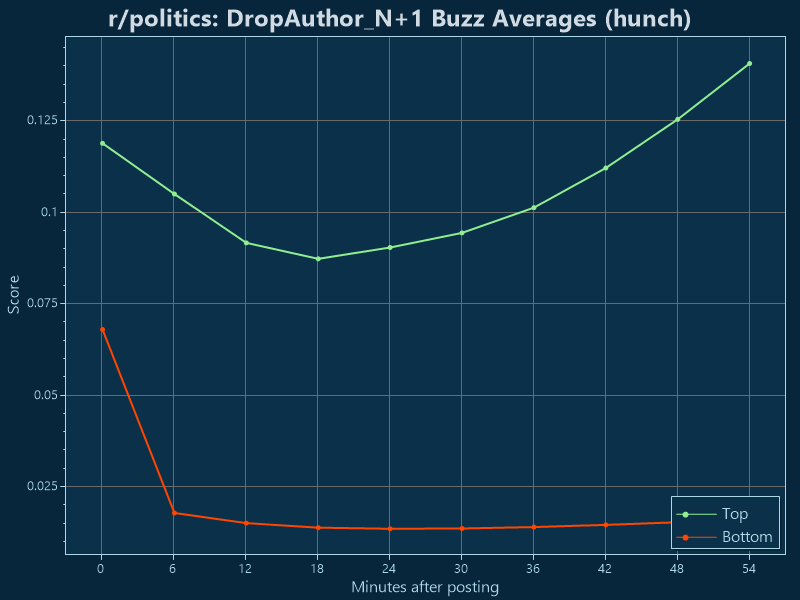 r/politics: DropAuthor_N+1 Buzz Averages (hunch)
Score
0.125
0.1
0.075
0.05
0.025
Top
Bottom
0 6 12 18 24 30 36 42 48 54
Minutes after posting